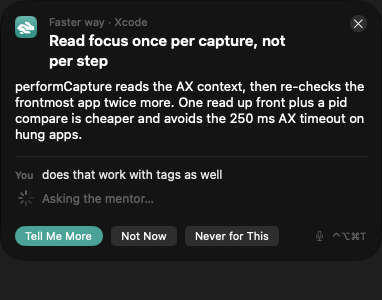 Faster way · Xcode
Read focus once per capture, not
per step
performCapture reads the AX context, then re-checks the
frontmost app twice more. One read up front plus a pid
compare is cheaper and avoids the 250 ms AX timeout on
hung apps.
You does that work with tags as well
Asking the mentor...
Tell Me More Not Now Never for This ^⌥⌘T